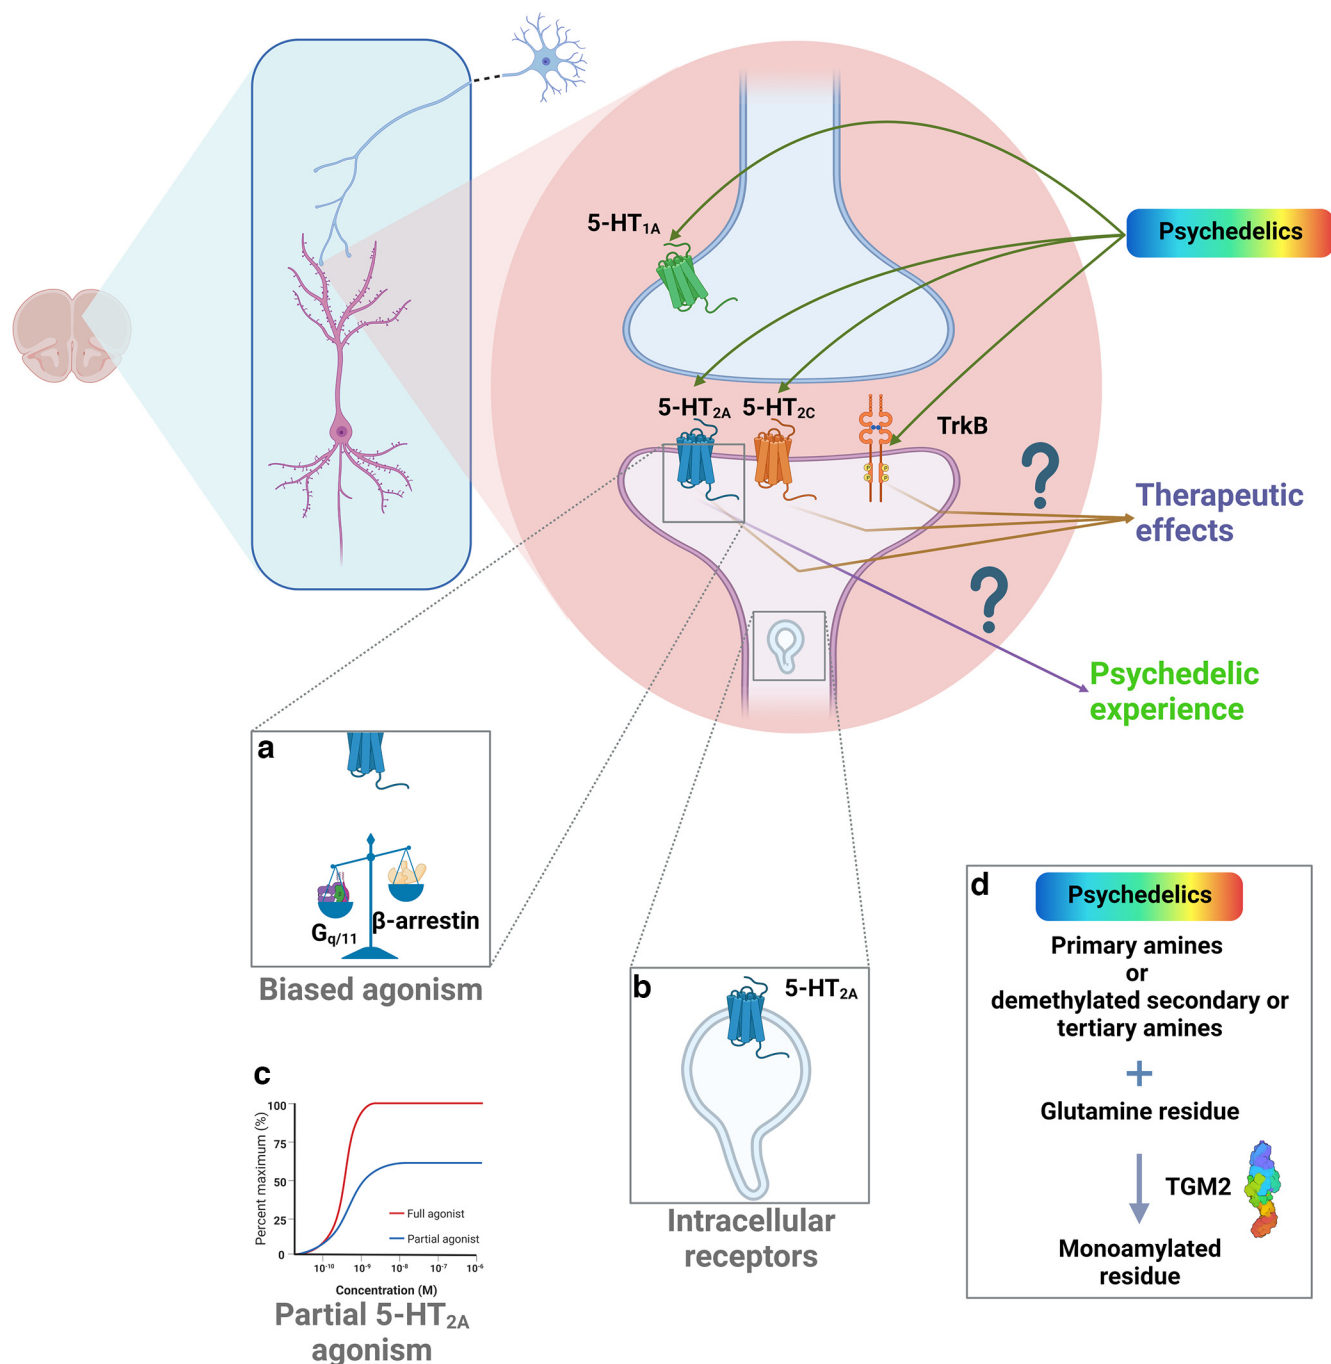 Psychedelics
5-HT1A
5-HT2A
5-HT2C
TrkB
P
P
P
P
?
Therapeutic
effects
?
Psychedelic
experience
a
Gq/11
β-arrestin
Biased agonism
b
5-HT2A
Intracellular
receptors
c
Percent maximum (%)
100
75
50
25
0
Full agonist
Partial agonist
10-10
10-9
10-8
10-7
10-6
Concentration (M)
Partial 5-HT2A
agonism
d
Psychedelics
Primary amines
or
demethylated secondary or
tertiary amines
+
Glutamine residue
TGM2
Monoamylated
residue